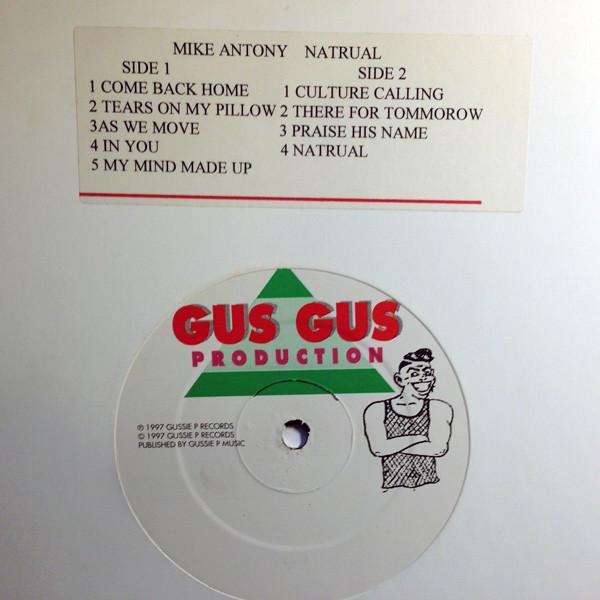 MIKE ANTONY NATRUAL
SIDE 1
1 COME BACK HOME
2 TEARS ON MY PILLOW
3AS WE MOVE
4 IN YOU
5 MY MIND MADE UP
SIDE 2
1 CULTURE CALLING
2 THERE FOR TOMMOROW
3 PRAISE HIS NAME
4 NATRUAL
GUS GUS
PRODUCTION
℗ 1997 GUSSIE P RECORDS
© 1997 GUSSIE P RECORDS
PUBLISHED BY GUSSIE P MUSIC